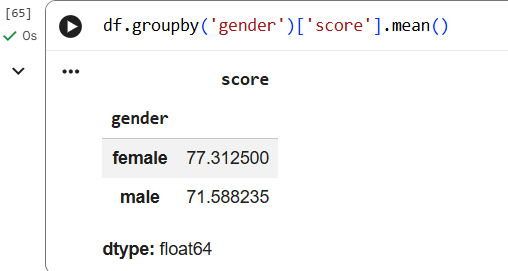 [65]
0s
df.groupby('gender')['score'].mean()
score
gender
female 77.312500
male 71.588235
dtype: float64